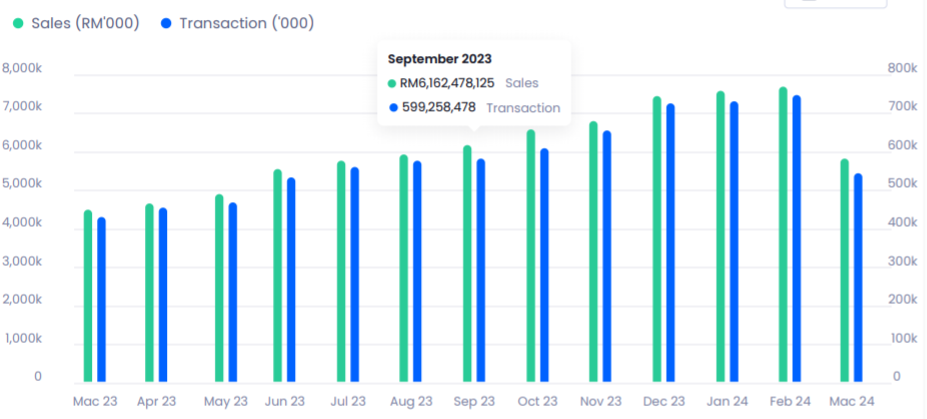 Sales (RM'000) Transaction ('000)
September 2023
RM6,162,478,125 Sales
599,258,478 Transaction
8,000k 800k
7,000k 700k
6,000k 600k
5,000k 500k
4,000k 400k
3,000k 300k
2,000k 200k
1,000k 100k
0 0
Mac 23 Apr 23 May 23 Jun 23 Jul 23 Aug 23 Sep 23 Oct 23 Nov 23 Dec 23 Jan 24 Feb 24 Mac 24